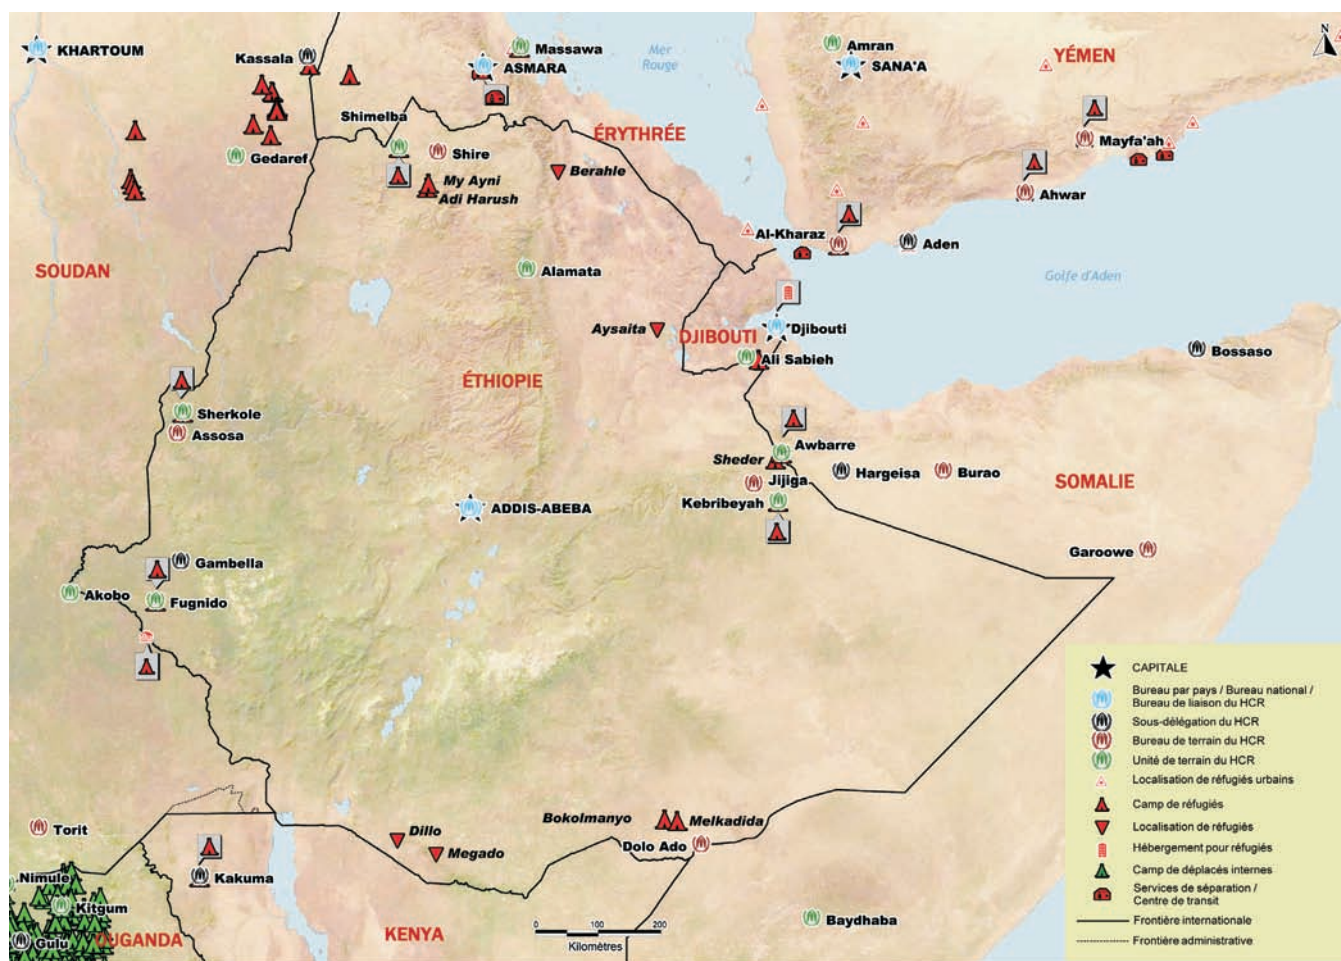 KHARTOUM
Kassala
Massawa
ASMARA
Mer
Rouge
Amran
SANA'A
YÉMEN
N
Shimelba
ÉRYTHRÉE
Mayfa'ah
Gedaref
Shire
My Ayni
Adi Harush
Berahle
Ahwar
SOUDAN
Alamata
Al-Kharaz
Aden
Golfe d'Aden
Aysaita
DJIBOUTI
Djibouti
Ali Sabieh
Bossaso
ÉTHIOPIE
Sherkole
Assosa
Awbarre
Sheder
Hargeisa
Burao
SOMALIE
Jijiga
Kebribeyah
ADDIS-ABEBA
Garoowe
Gambella
Akobo
Fugnido
CAPITALE
Bureau par pays / Bureau national /
Bureau de liaison du HCR
Sous-délégation du HCR
Bureau de terrain du HCR
Unité de terrain du HCR
Localisation de réfugiés urbains
Camp de réfugiés
Localisation de réfugiés
Hébergement pour réfugiés
Camp de déplacés internes
Services de séparation /
Centre de transit
Frontière internationale
Frontière administrative
Torit
Dillo
Megado
Bokolmanyo
Melkadida
Dolo Ado
Nimule
Kakuma
Kitgum
Gulu
OUGANDA
KENYA
0 100 200
Kilomètres
Baydhaba